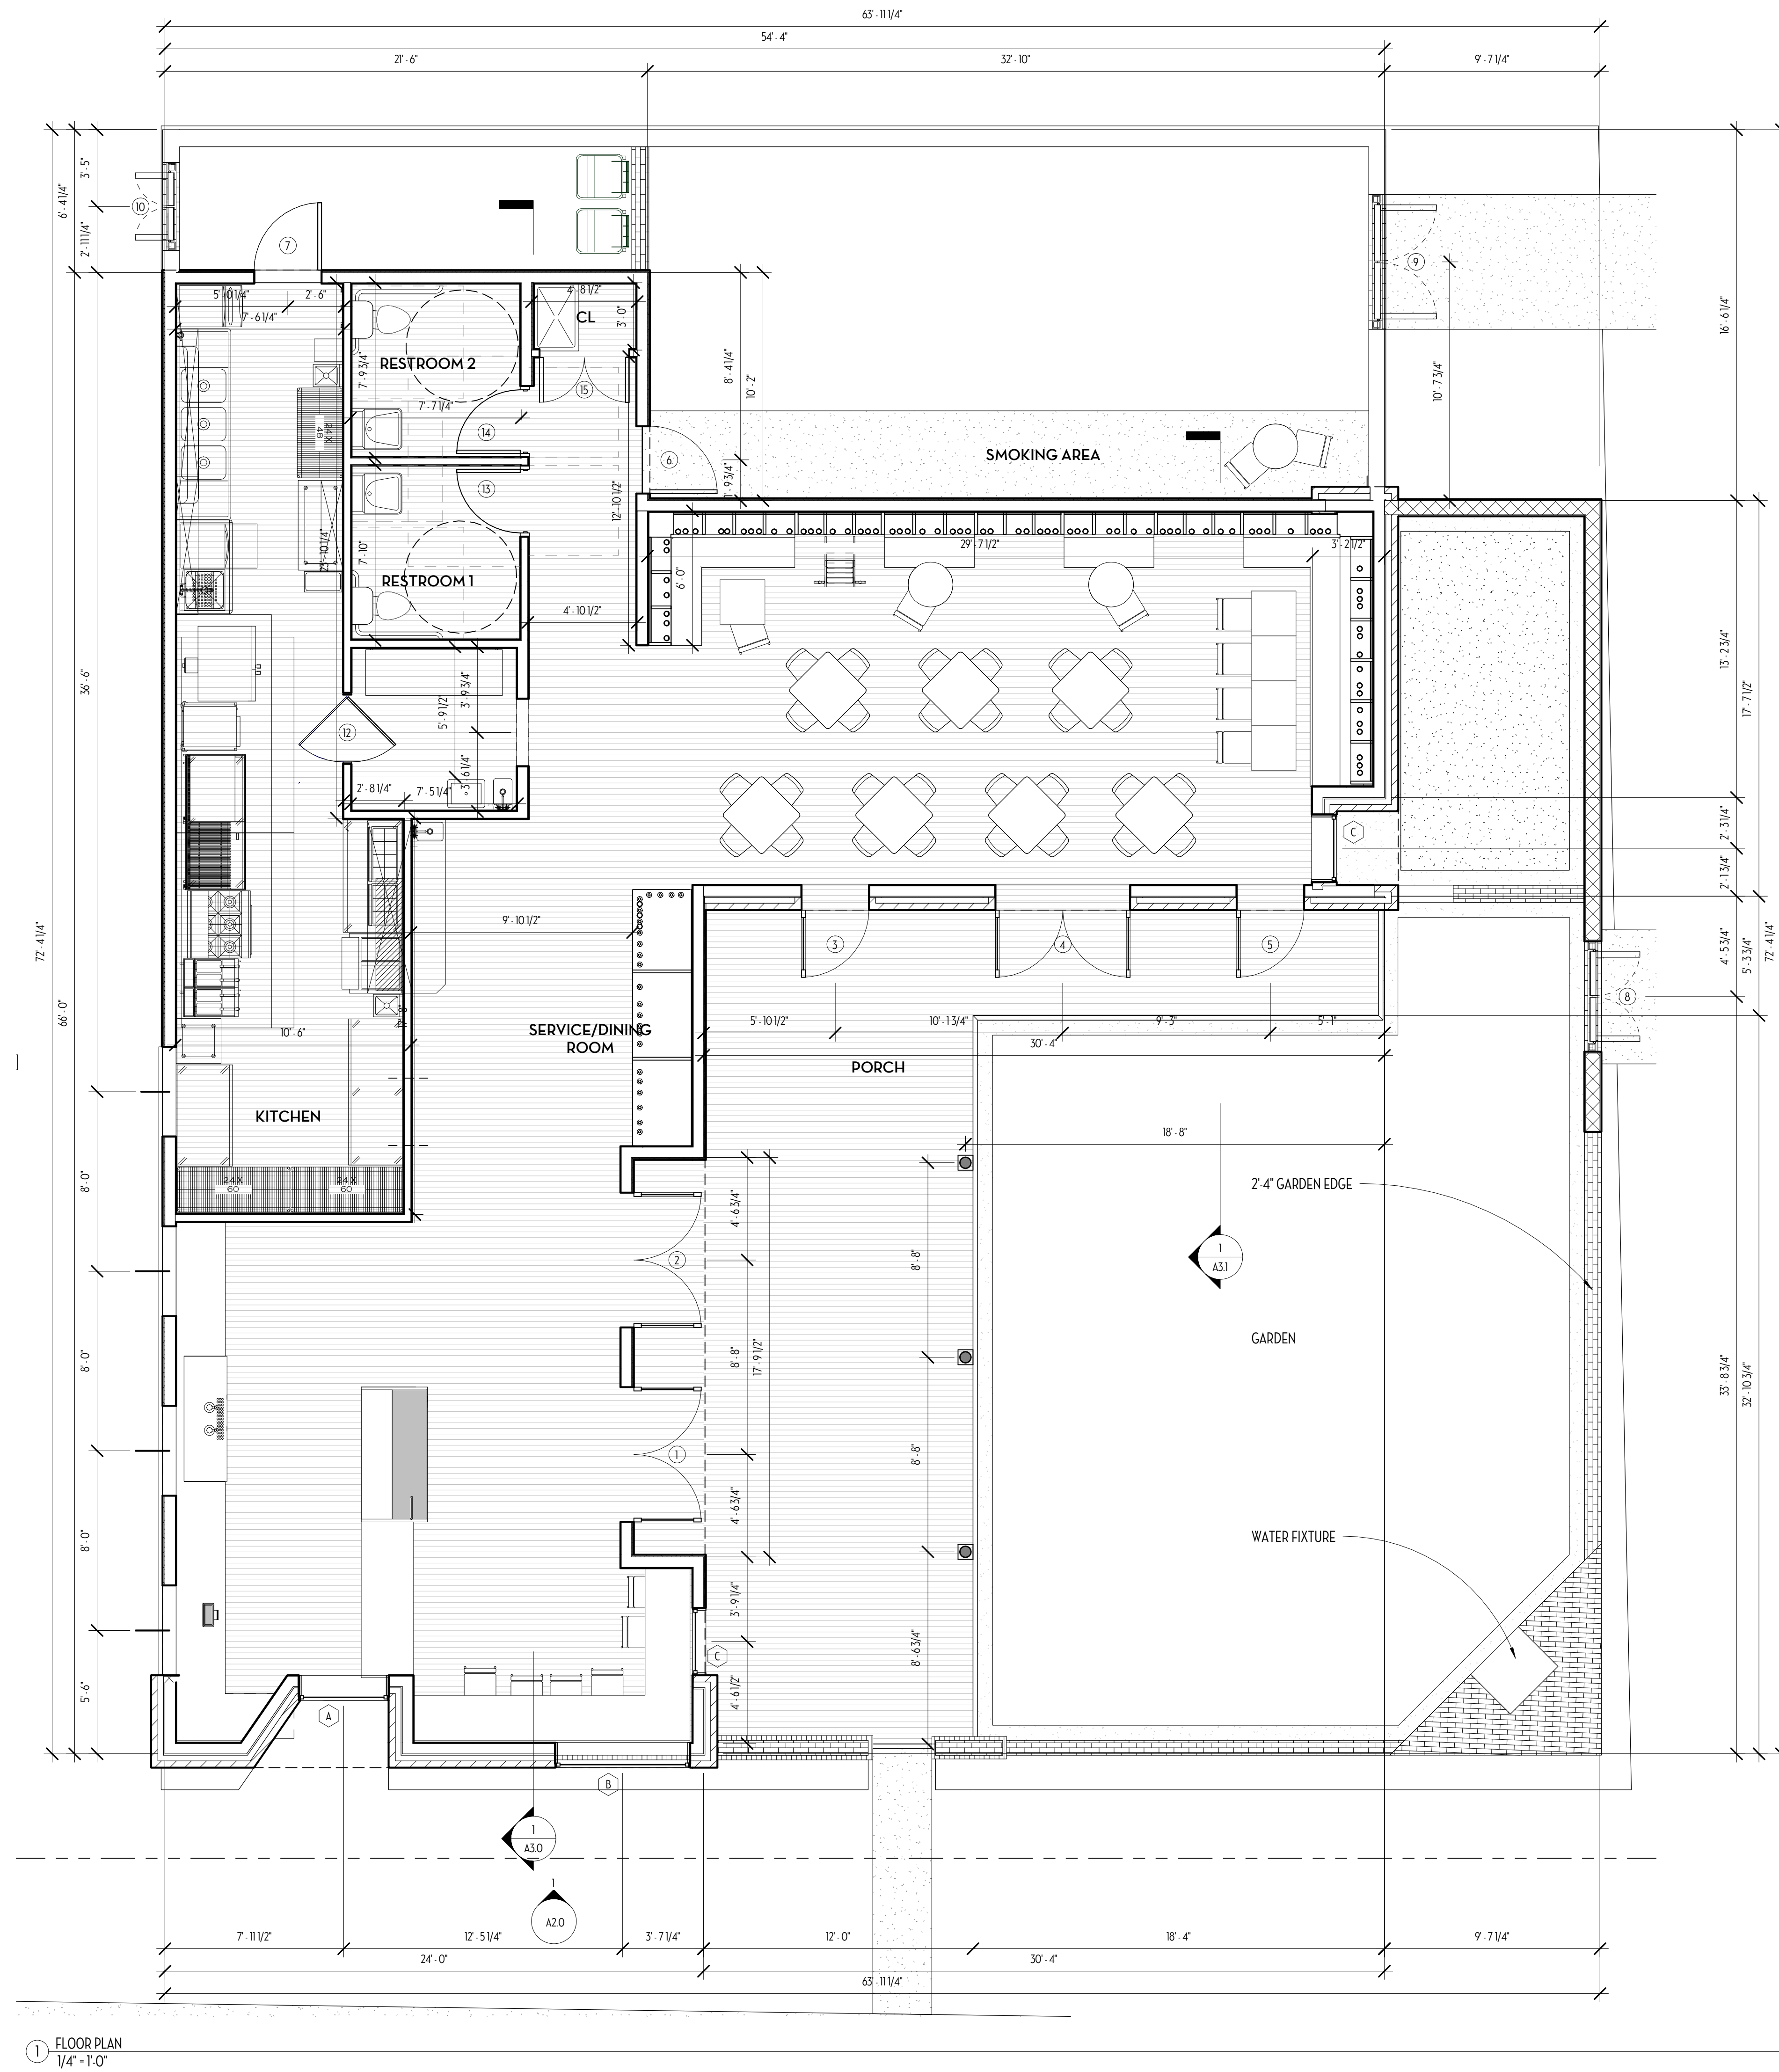 63' - 11 1/4"
54' - 4"
21' - 6"
32' - 10"
9' - 7 1/4"
3' - 5"
6' - 4 1/4"
2' - 11 1/4"
10
7
9
5' - 0 1/4"
2' - 6"
7' - 6 1/4"
4' - 8 1/2"
CL
3' - 0"
16' - 6 1/4"
RESTROOM 2
7' - 9 3/4"
8' - 4 1/4"
10' - 2"
10' - 7 3/4"
15
7' - 7 1/4"
24 X
48
14
6
SMOKING AREA
1' - 9 3/4"
13
12' - 10 1/2"
29' - 7 1/2"
3' - 2 1/2"
7' - 10"
6' - 0"
RESTROOM 1
4' - 10 1/2"
36' - 6"
13' - 2 3/4"
17' - 7 1/2"
3' - 9 3/4"
5' - 9 1/2"
12
3' - 6 1/4"
2' - 8 1/4"
7' - 5 1/4"
C
2' - 3 1/4"
2' - 1 3/4"
9' - 10 1/2"
3
4
5
72' - 4 1/4"
4' - 5 3/4"
5' - 3 3/4"
72' - 4 1/4"
8
66' - 0"
10' - 6"
SERVICE/DINING
ROOM
5' - 10 1/2"
10' - 1 3/4"
9' - 3"
5' - 1"
30' - 4"
PORCH
KITCHEN
18' - 8"
8' - 0"
24 X
60
24 X
60
2'-4" GARDEN EDGE
4' - 6 3/4"
2
8' - 8"
1
A3.1
GARDEN
8' - 0"
8' - 8"
17' - 9 1/2"
33' - 8 3/4"
32' - 10 3/4"
1
8' - 8"
8' - 0"
4' - 6 3/4"
WATER FIXTURE
3' - 9 1/4"
8' - 6 3/4"
C
5' - 6"
4' - 6 1/2"
A
B
1
A3.0
1
A2.0
7' - 11 1/2"
12' - 5 1/4"
3' - 7 1/4"
12' - 0"
18' - 4"
9' - 7 1/4"
24' - 0"
30' - 4"
63' - 11 1/4"
1
FLOOR PLAN
1/4" = 1'-0"